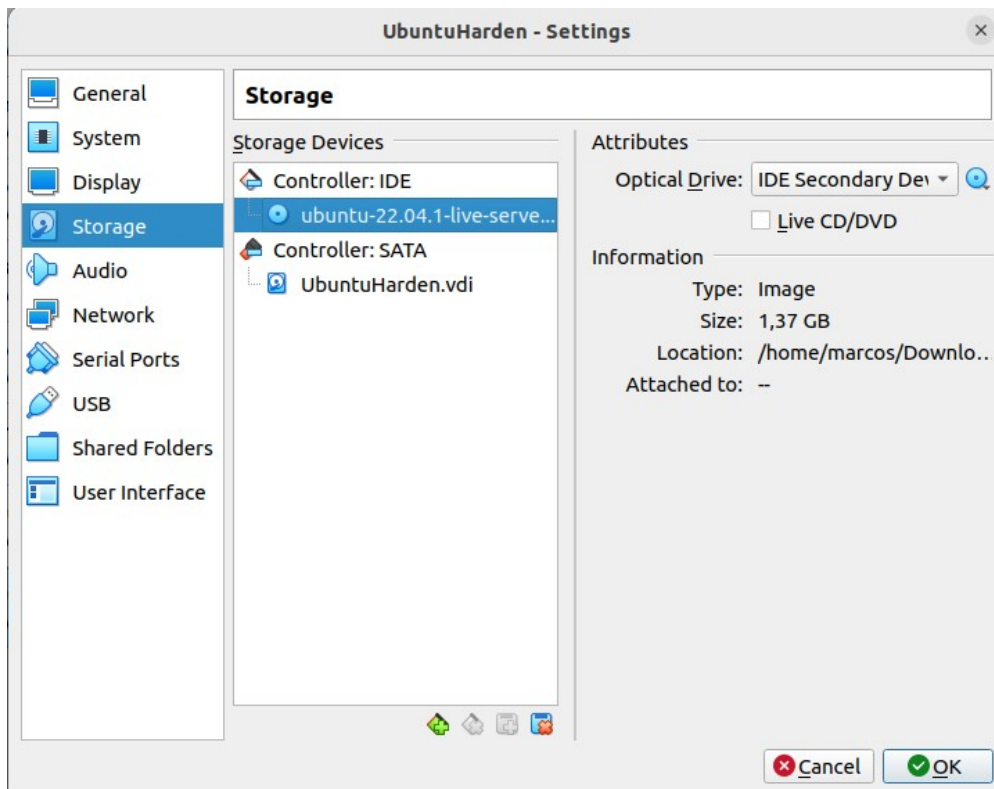 UbuntuHarden - Settings
General
System
Display
Storage
Audio
Network
Serial Ports
USB
Shared Folders
User Interface
Storage
Storage Devices
Controller: IDE
ubuntu-22.04.1-live-serve...
Controller: SATA
UbuntuHarden.vdi
Attributes
Optical Drive: IDE Secondary Dev
Live CD/DVD
Information
Type: Image
Size: 1,37 GB
Location: /home/marcos/Downlo...
Attached to: --
Cancel
OK